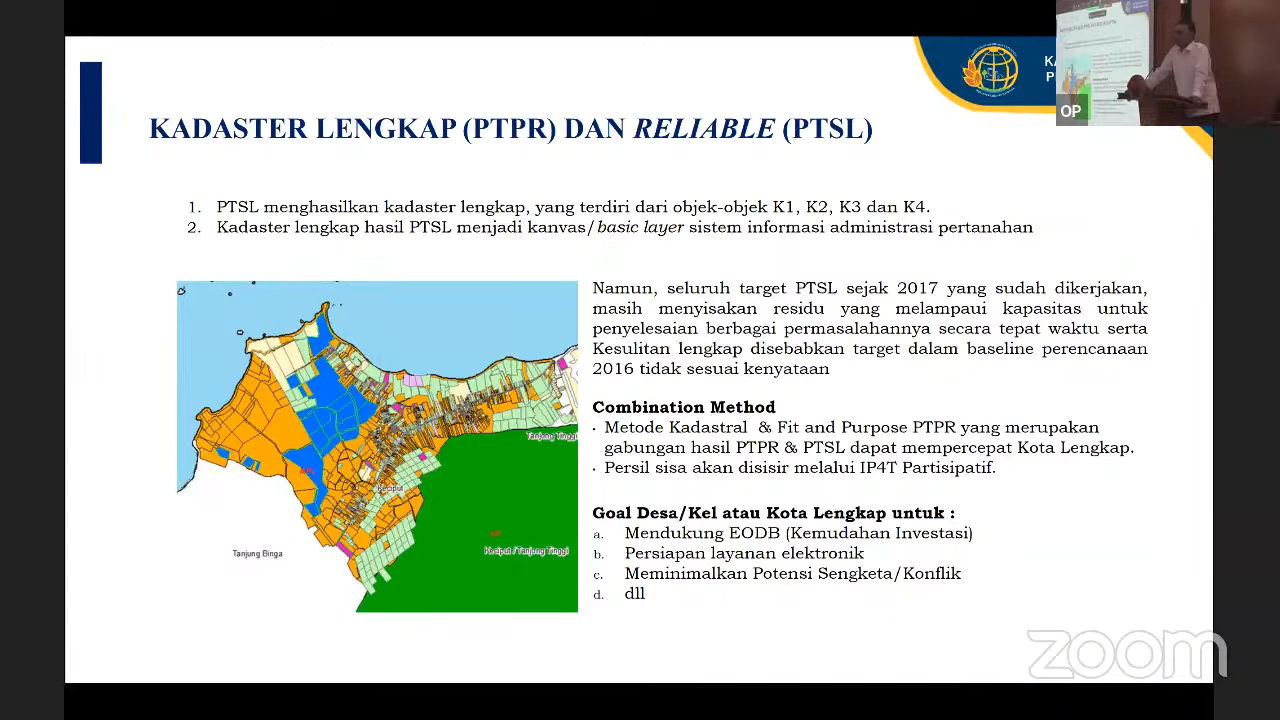 KADASTER LENGKAP (PTPR) DAN RELIABLE (PTSL)
OP
1. PTSL menghasilkan kadaster lengkap, yang terdiri dari objek-objek K1, K2, K3 dan K4.
2. Kadaster lengkap hasil PTSL menjadi kanvas/basic layer sistem informasi administrasi pertanahan
Namun, seluruh target PTSL sejak 2017 yang sudah dikerjakan,
masih menyisakan residu yang melampaui kapasitas untuk
penyelesaian berbagai permasalahannya secara tepat waktu serta
Kesulitan lengkap disebabkan target dalam baseline perencanaan
2016 tidak sesuai kenyataan
Combination Method
· Metode Kadastral & Fit and Purpose PTPR yang merupakan
gabungan hasil PTPR & PTSL dapat mempercepat Kota Lengkap.
· Persil sisa akan disisir melalui IP4T Partisipatif.
Goal Desa/Kel atau Kota Lengkap untuk :
a. Mendukung EODB (Kemudahan Investasi)
b. Persiapan layanan elektronik
c. Meminimalkan Potensi Sengketa/Konflik
d. dll
Tanjung Tinggi
Keciput
Keciput / Tanjung Tinggi
Tanjung Binga
zoom